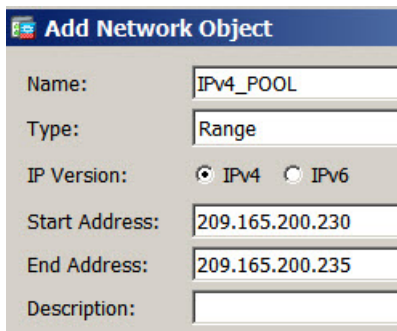 Add Network Object
Name: IPv4_POOL
Type: Range
IP Version: IPv4 IPv6
Start Address: 209.165.200.230
End Address: 209.165.200.235
Description: